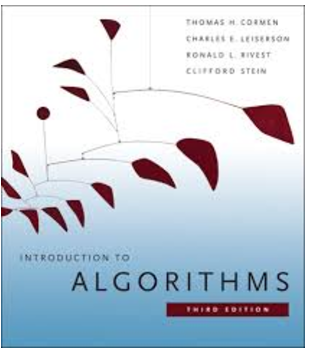 THOMAS H. CORMEN
CHARLES E. LEISERSON
RONALD L. RIVEST
CLIFFORD STEIN
INTRODUCTION TO
ALGORITHMS
THIRD EDITION